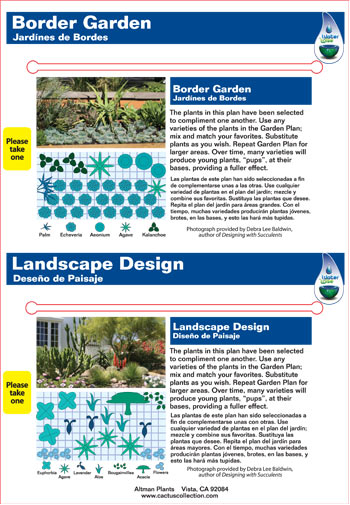 Border Garden
Jardínes de Bordes
Water Wise
Please
take
one
Border Garden
Jardínes de Bordes
The plants in this plan have been selected
to compliment one another. Use any
varieties of the plants in the Garden Plan;
mix and match your favorites. Substitute
plants as you wish. Repeat Garden Plan for
larger areas. Over time, many varieties will
produce young plants, “pups”, at their
bases, providing a fuller effect.
Las plantas de este plan han sido seleccionadas a fin
de complementarse unas a las otras. Use cualquier
variedad de plantas en el plan del jardín; mezcle y
combine sus favoritas. Sustituya las plantas que desee.
Repita el plan del jardín para áreas grandes. Con el
tiempo, muchas variedades producirán plantas jóvenes,
brotes, en las bases, y esto las hará más tupidas.
Photograph provided by Debra Lee Baldwin,
author of Designing with Succulents
Palm Echeveria Aeonium Agave Kalanchoe
Landscape Design
Deseño de Paisaje
Water Wise
Please
take
one
Landscape Design
Diseño de Paisaje
The plants in this plan have been selected
to compliment one another. Use any
varieties of the plants in the Garden Plan;
mix and match your favorites. Substitute
plants as you wish. Repeat Garden Plan for
larger areas. Over time, many varieties will
produce young plants, “pups”, at their
bases, providing a fuller effect.
Las plantas de este plan han sido seleccionadas a
fin de complementarse unas con otras. Use
cualquier variedad de plantas en el plan del jardín;
mezcle y combine sus favoritas. Sustituya las
plantas que desee. Repita el plan del jardín para
áreas mayores. Con el tiempo, muchas variedades
producirán plantas jóvenes, brotes, en las bases, y
esto las hará más tupidas.
Photograph provided by Debra Lee Baldwin,
author of Designing with Succulents
Euphorbia Agave Lavender Aloe Bougainvillea Acacia Flowers
Altman Plants Vista, CA 92084
www.cactuscollection.com